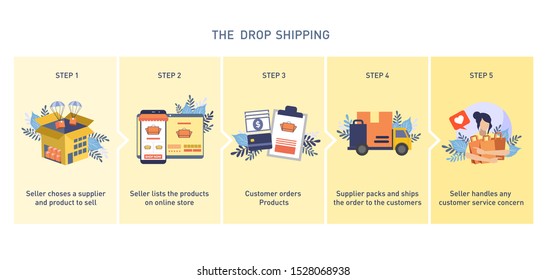 THE DROP SHIPPING
STEP 1
Seller choses a supplier
and product to sell
STEP 2
Seller lists the products
on online store
STEP 3
Customer orders
Products
STEP 4
Supplier packs and ships
the order to the customers
STEP 5
Seller handles any
customer service concern
shutterstock.com · 1528068938